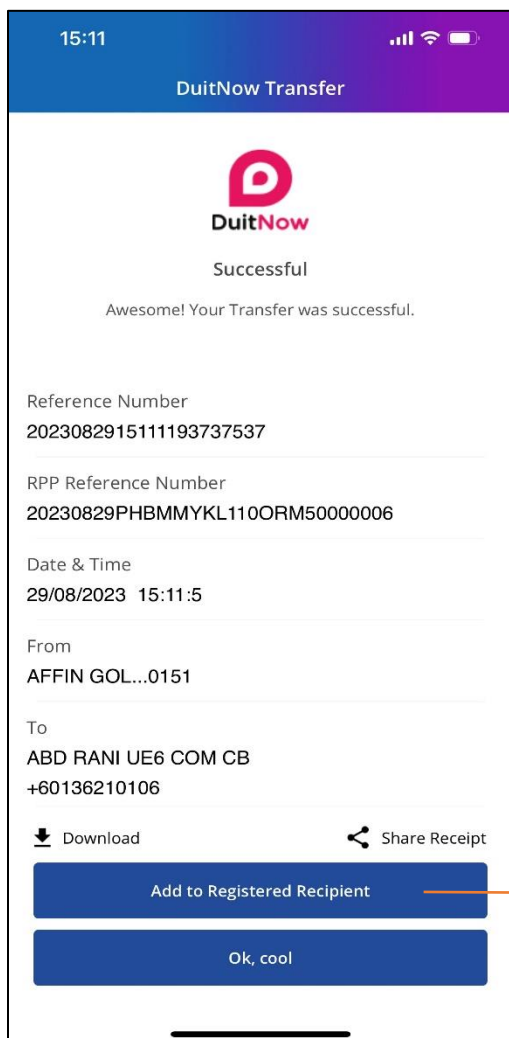 15:11
DuitNow Transfer
DuitNow
Successful
Awesome! Your Transfer was successful.
Reference Number
2023082915111193737537
RPP Reference Number
20230829PHBMMYKL110ORM50000006
Date & Time
29/08/2023 15:11:5
From
AFFIN GOL...0151
To
ABD RANI UE6 COM CB
+60136210106
Download Share Receipt
Add to Registered Recipient
Ok, cool